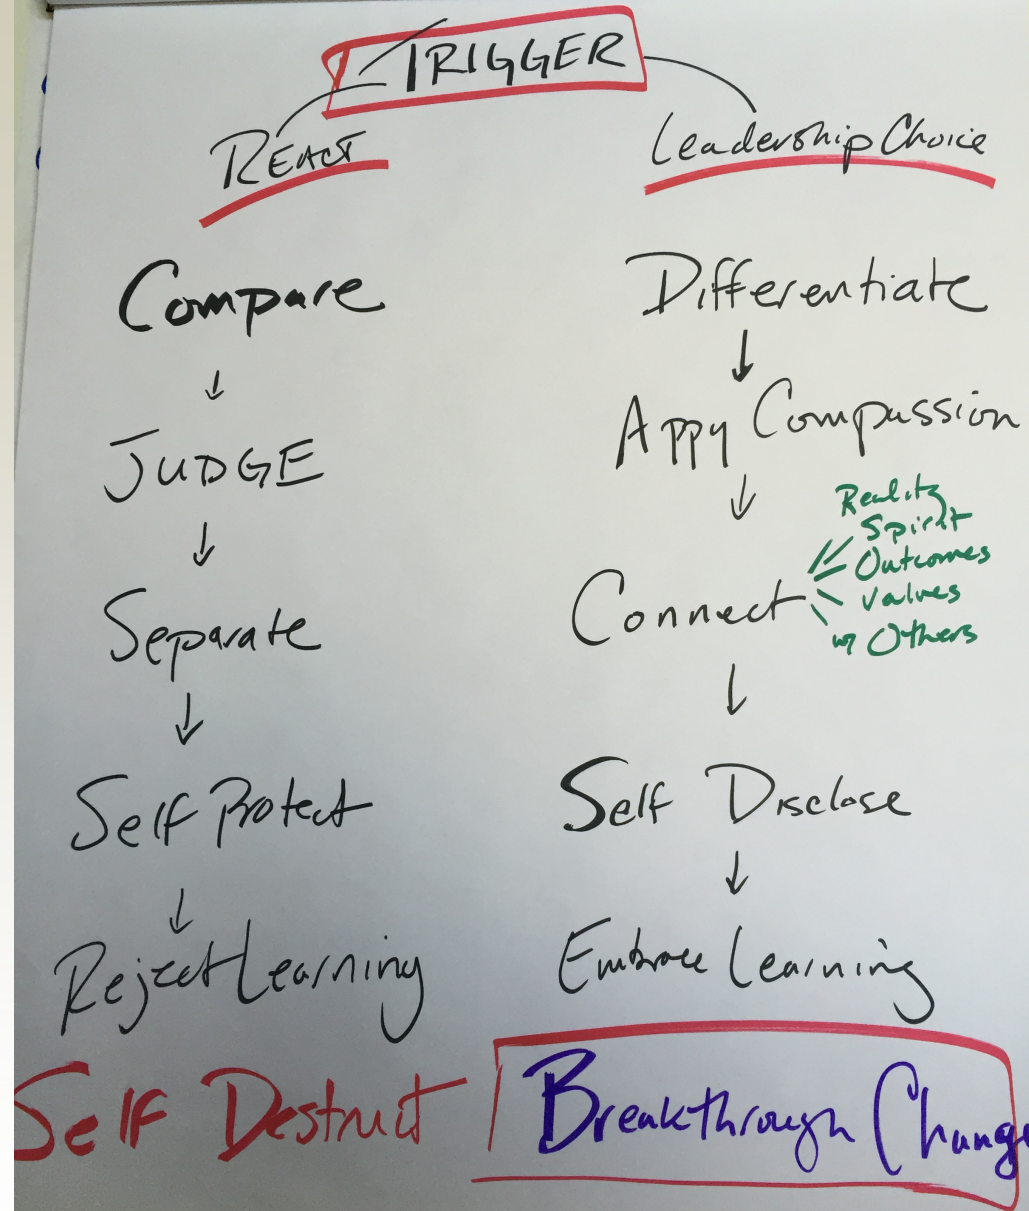 TRIGGER
REACT
Leadership Choice
Compare
Differentiate
↓
↓
JUDGE
Appy Compassion
↓
↓
Separate
Connect
Reality
Spirit
Outcomes
Values
w/ Others
↓
↓
Self Protect
Self Disclose
↓
↓
Reject Learning
Embrace Learning
Self Destruct
Breakthrough Change